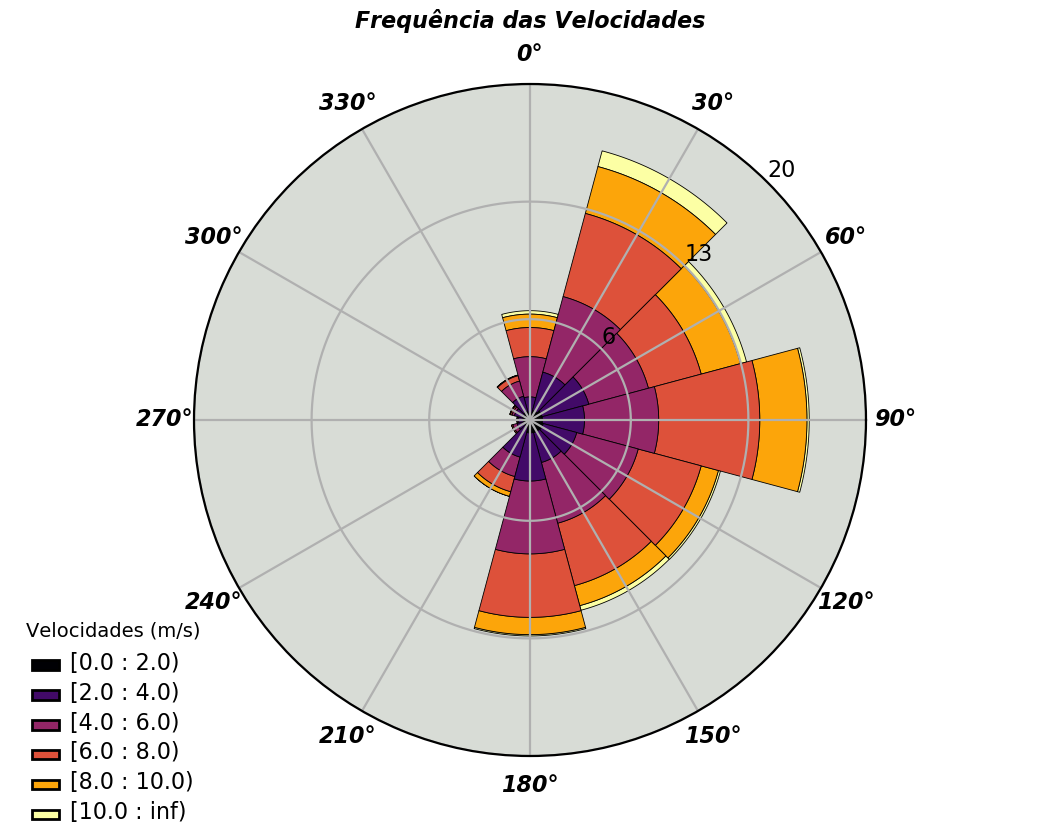 Frequência das Velocidades
0°
330°
30°
20
300°
60°
13
6
270°
90°
240°
120°
210°
150°
180°
Velocidades (m/s)
[0.0 : 2.0)
[2.0 : 4.0)
[4.0 : 6.0)
[6.0 : 8.0)
[8.0 : 10.0)
[10.0 : inf)